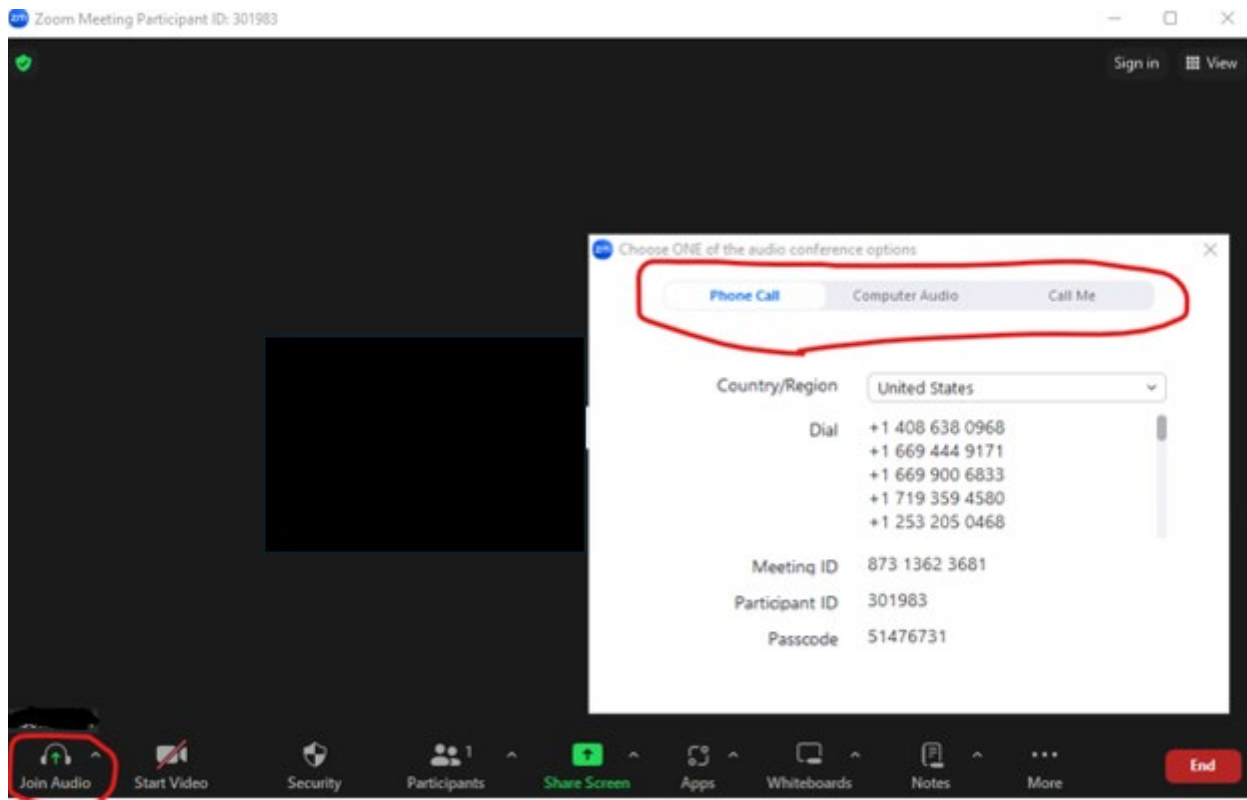 zm Zoom Meeting Participant ID: 301983
Sign in View
zm Choose ONE of the audio conference options
Phone Call Computer Audio Call Me
Country/Region United States
Dial +1 408 638 0968
+1 669 444 9171
+1 669 900 6833
+1 719 359 4580
+1 253 205 0468
Meeting ID 873 1362 3681
Participant ID 301983
Passcode 51476731
1
Join Audio Start Video Security Participants Share Screen Apps Whiteboards Notes More End